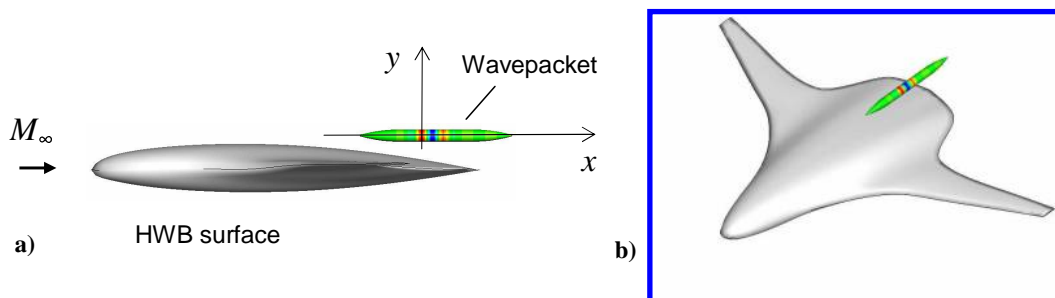 y
Wavepacket
M∞
x
a)
HWB surface
b)